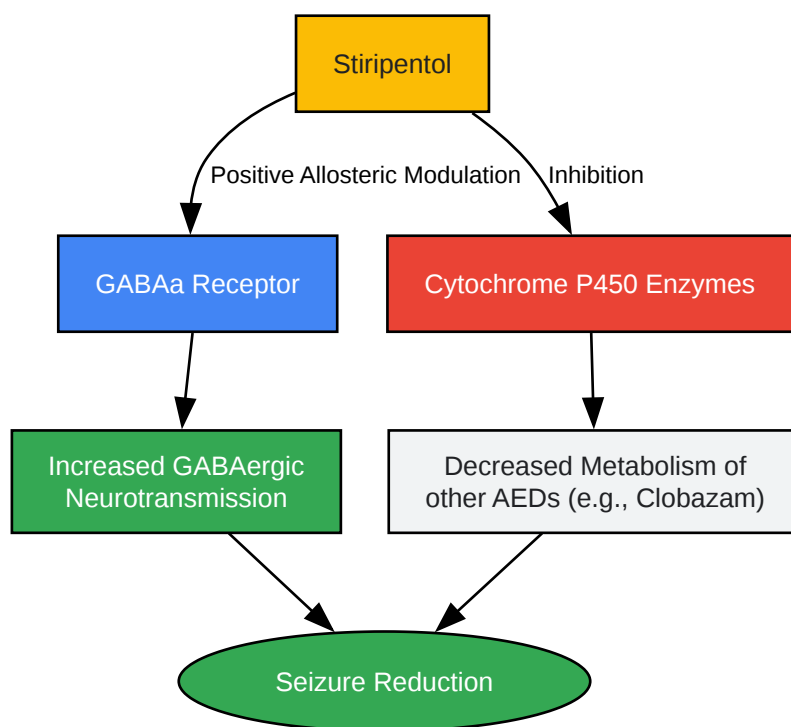 Stiripentol
Positive Allosteric Modulation
Inhibition
GABAa Receptor
Cytochrome P450 Enzymes
Increased GABAergic
Neurotransmission
Decreased Metabolism of
other AEDs (e.g., Clobazam)
Seizure Reduction